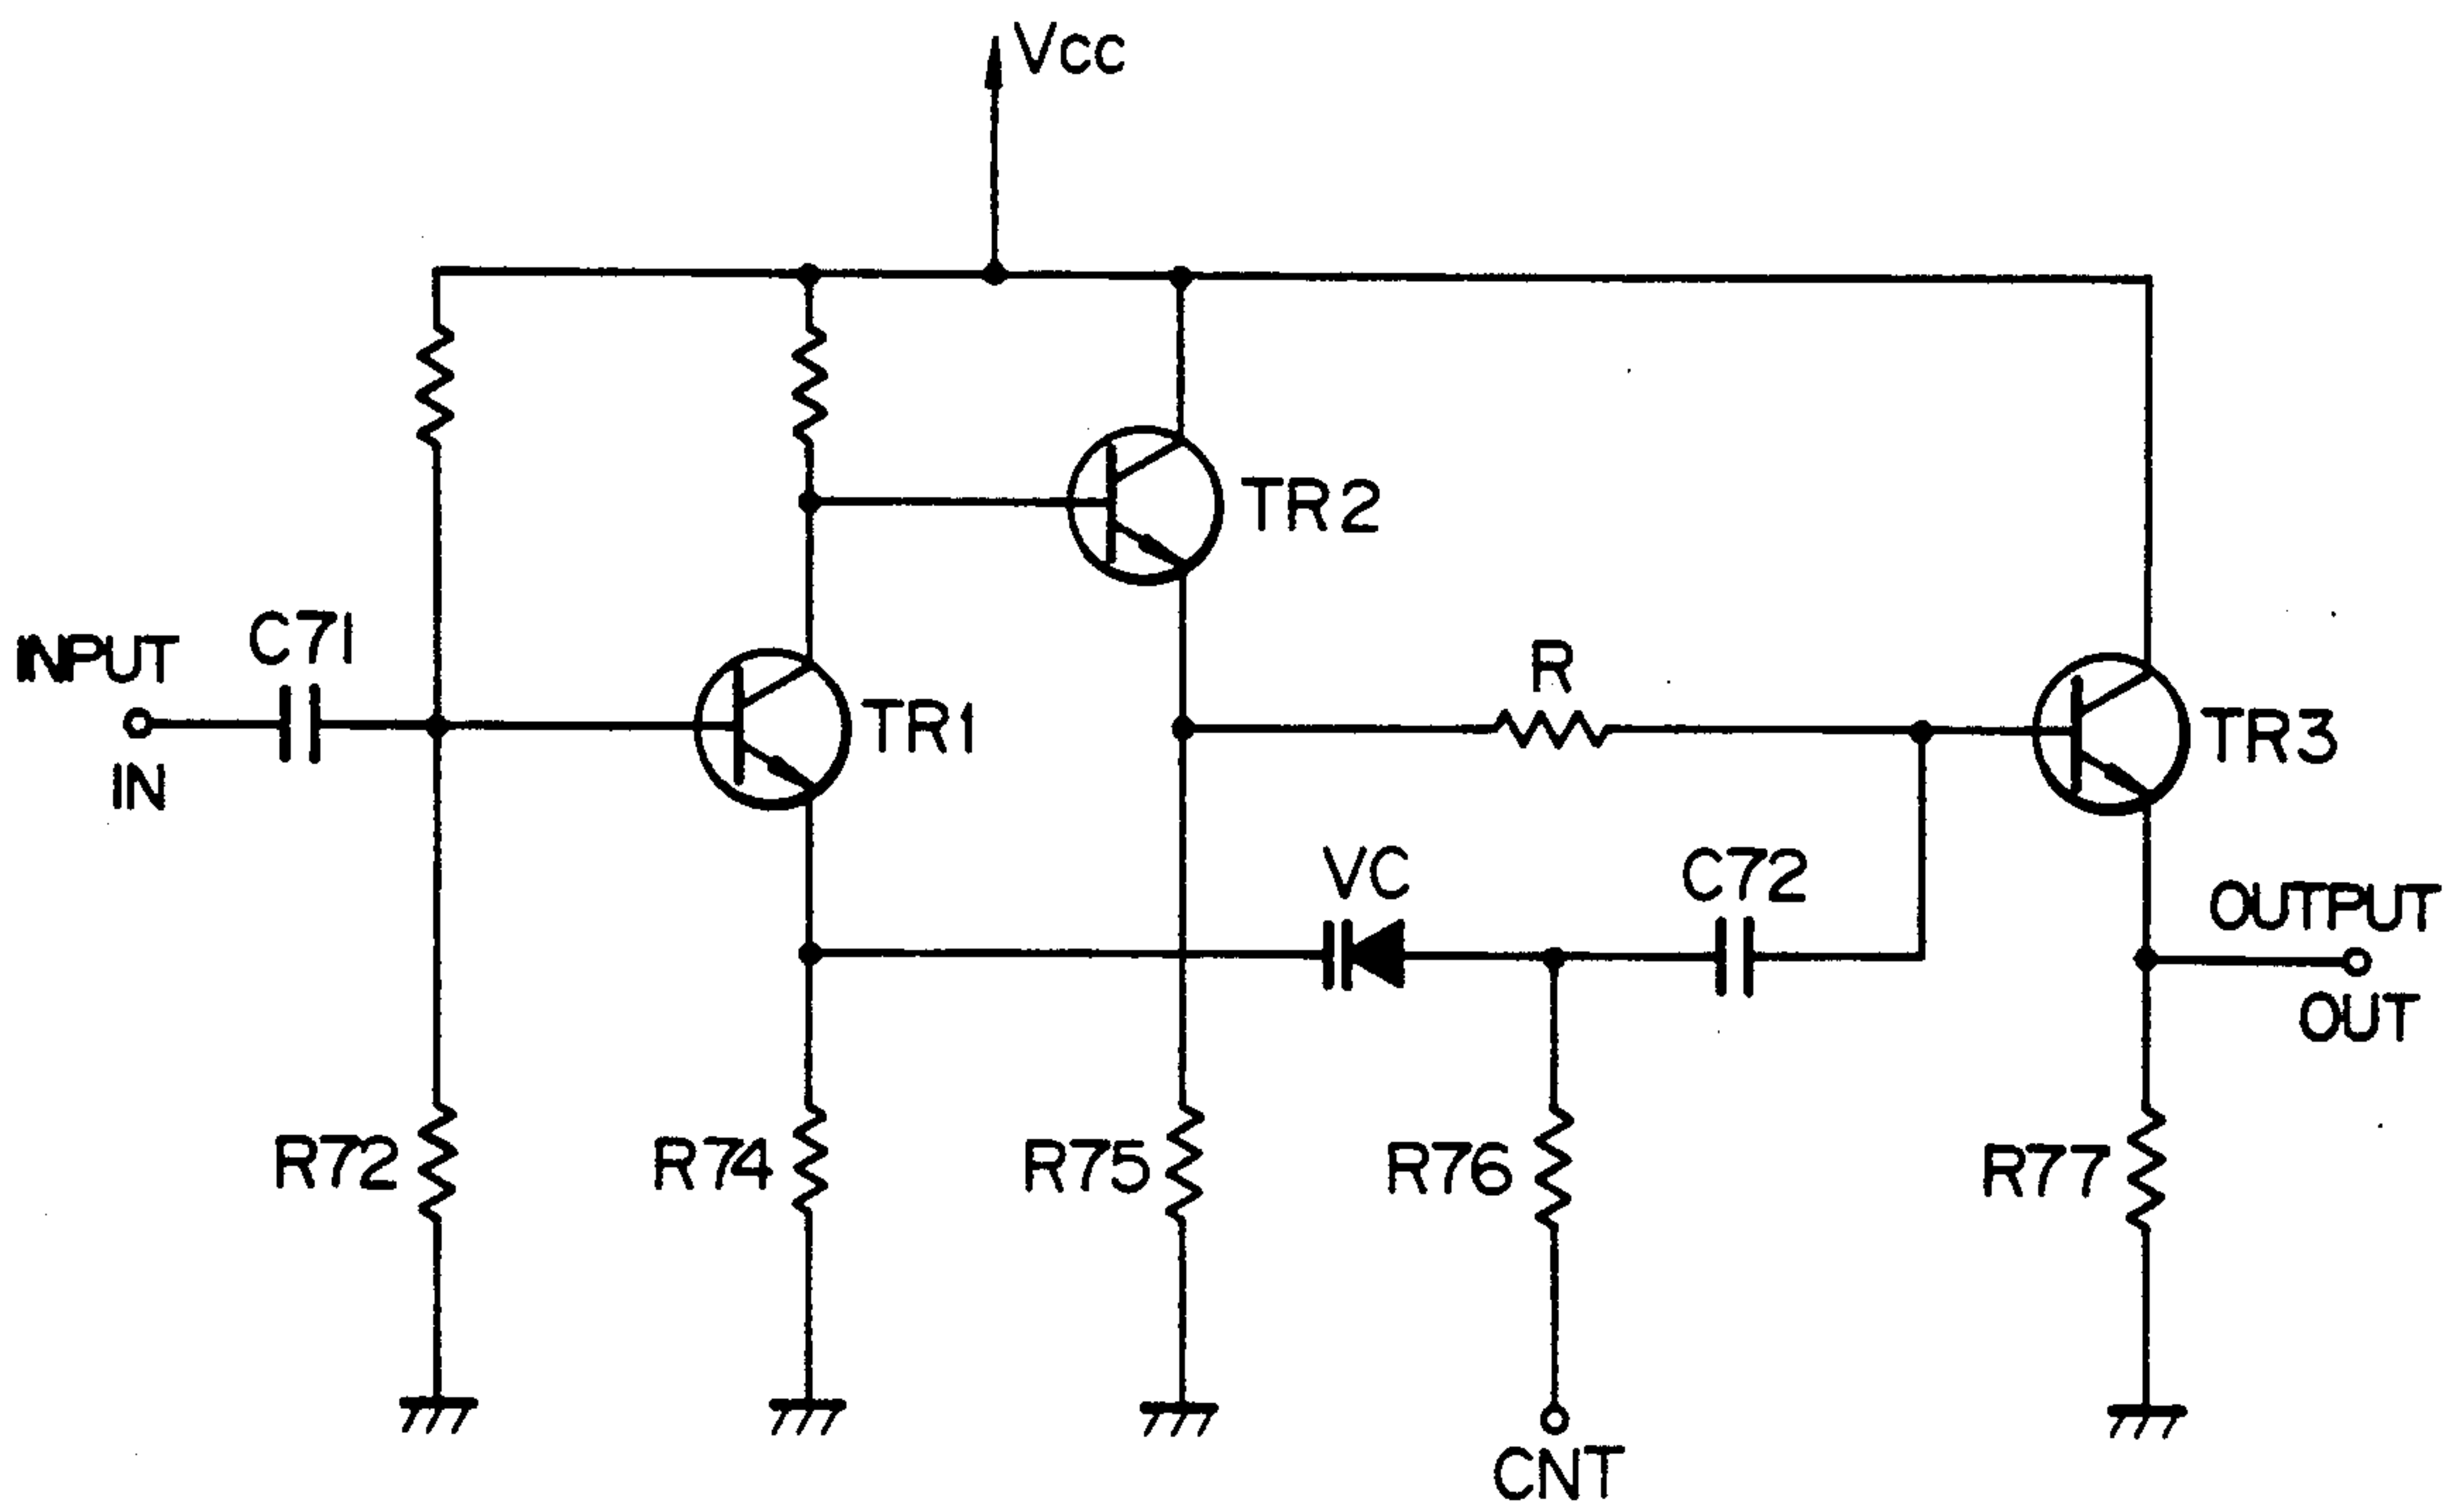 Vcc
TR2
C71
INPUT
R
TR1
TR3
IN
VC
C72
OUTPUT
OUT
R72
R74
R75
R76
R77
CNT